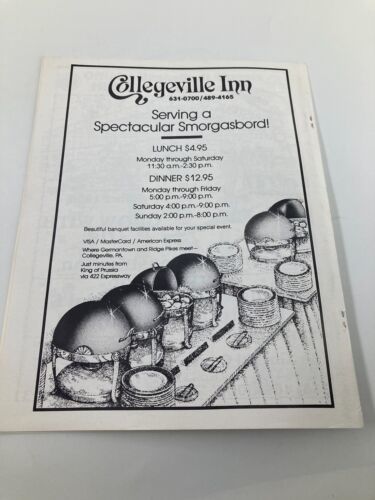 Collegeville Inn
631-0700/489-4165
Serving a
Spectacular Smorgasbord!
LUNCH $4.95
Monday through Saturday
11:30 a.m.-2:30 p.m.
DINNER $12.95
Monday through Friday
5:00 p.m.-9:00 p.m.
Saturday 4:00 p.m.-9:00 p.m.
Sunday 2:00 p.m.-8:00 p.m.
Beautiful banquet facilities available for your special event.
VISA / MasterCard / American Express
Where Germantown and Ridge Pikes meet—
Collegeville, PA.
Just minutes from
King of Prussia
via 422 Expressway